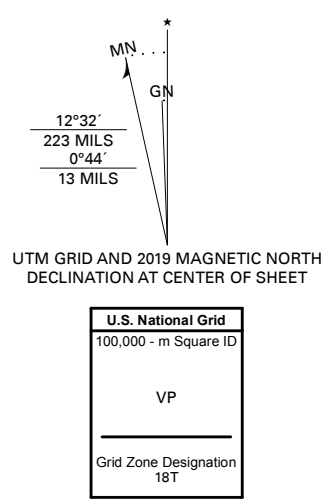 ★
MN
GN
12°32´
223 MILS
0°44´
13 MILS
UTM GRID AND 2019 MAGNETIC NORTH
DECLINATION AT CENTER OF SHEET
U.S. National Grid
100,000 - m Square ID
VP
Grid Zone Designation
18T